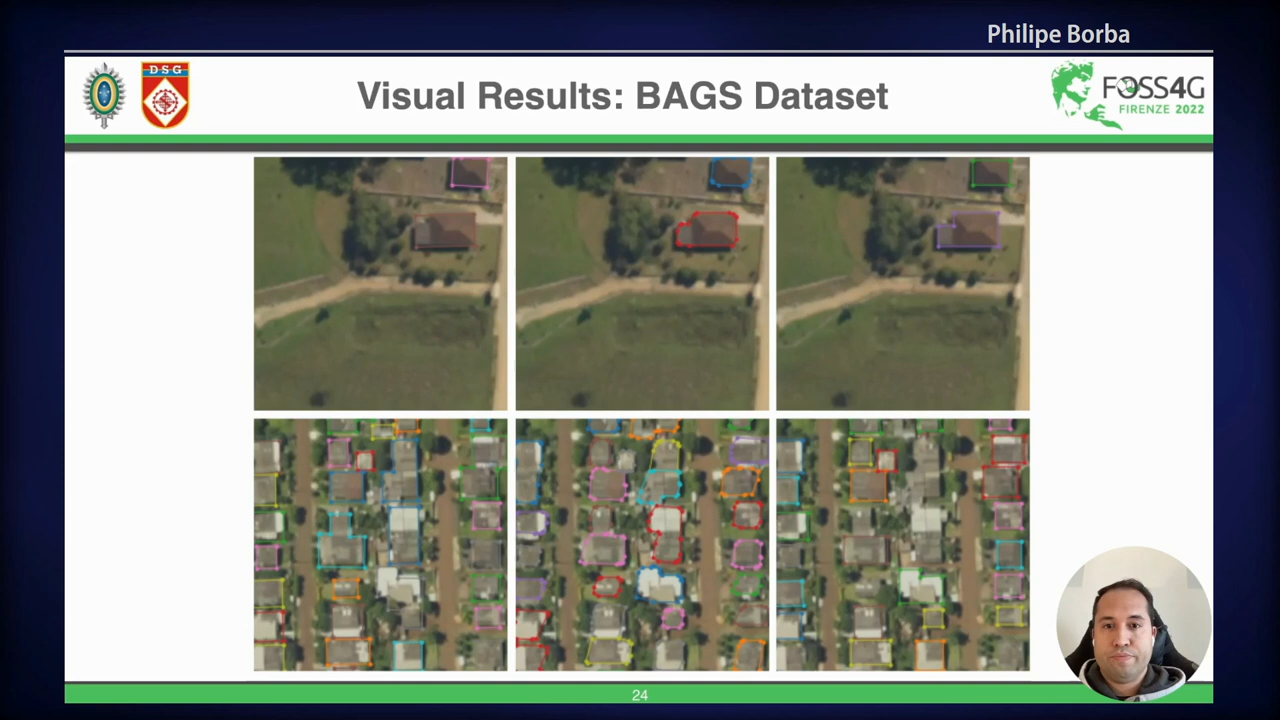 Philipe Borba
DSG
Visual Results: BAGS Dataset
FOSS4G
FIRENZE 2022
24